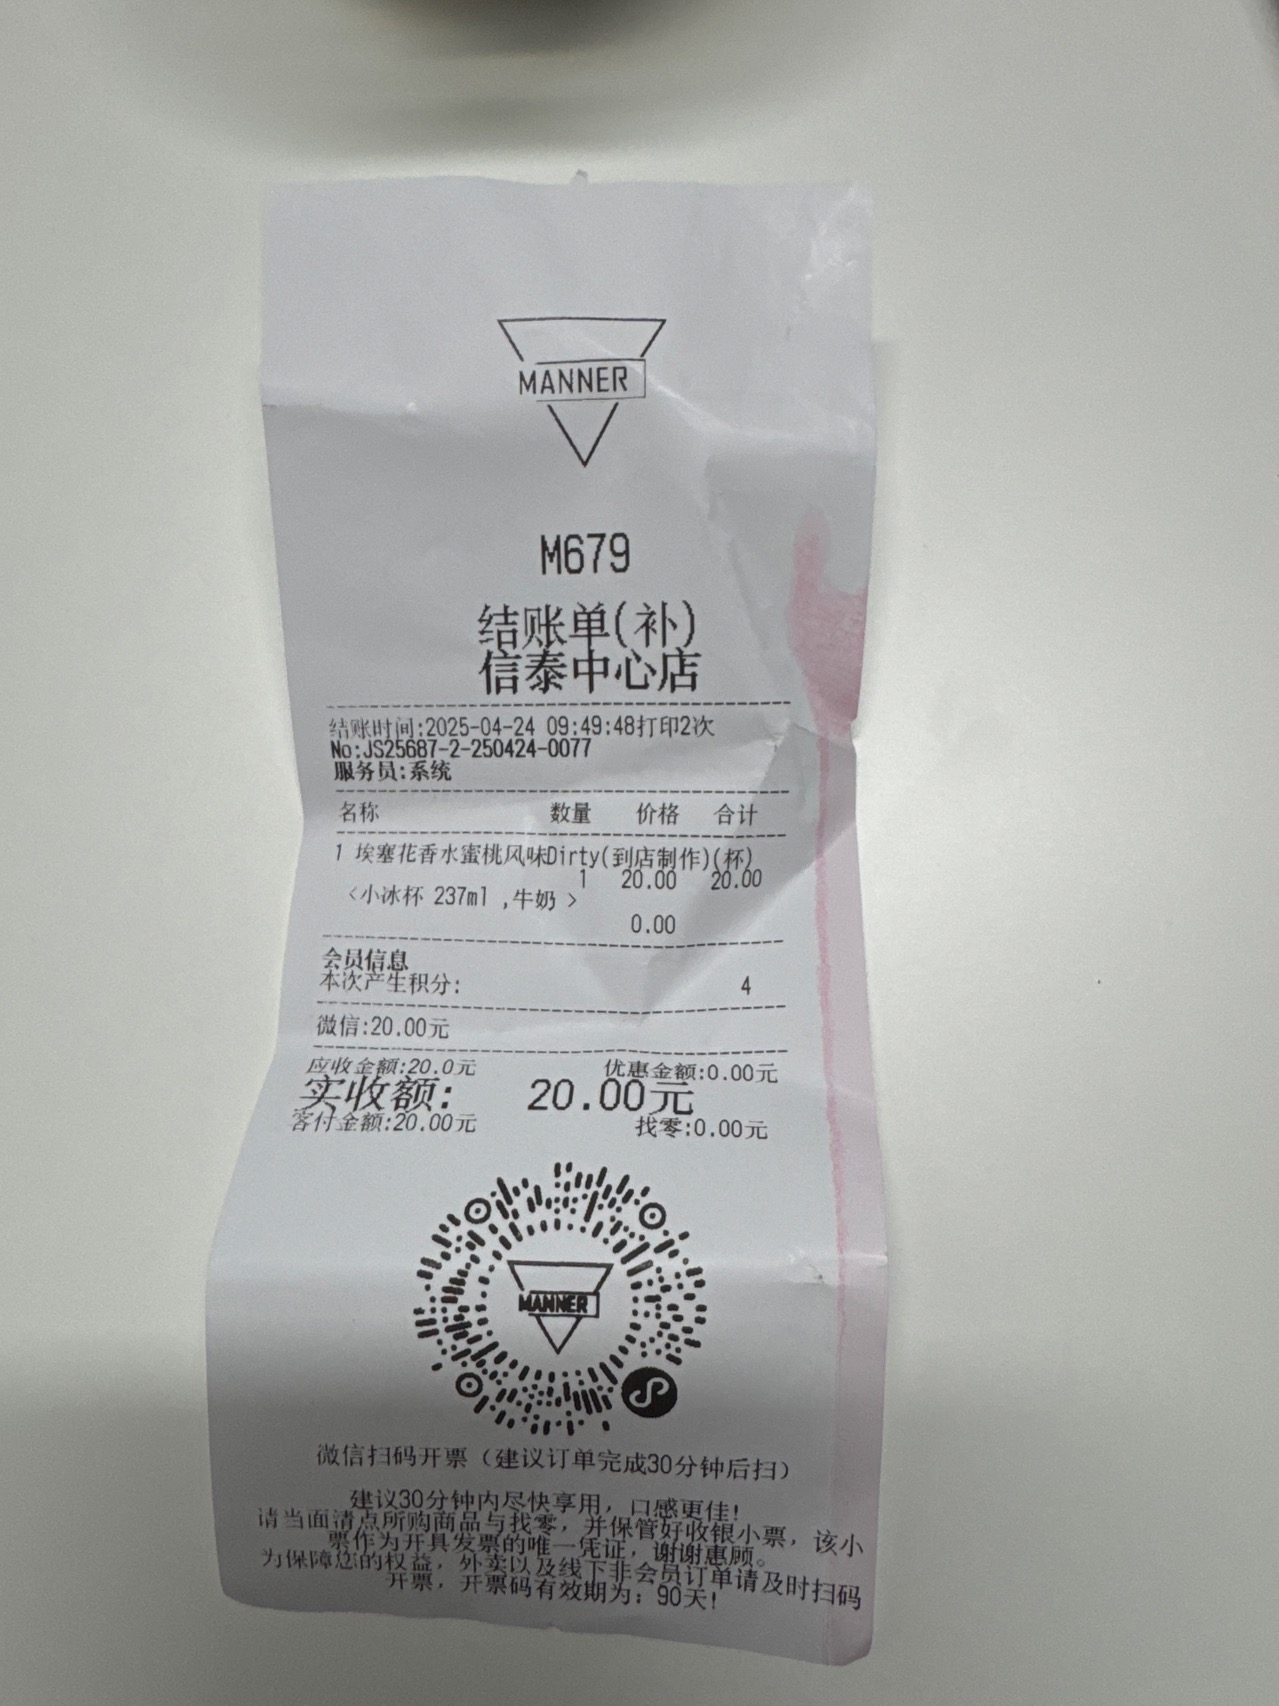 MANNER
M679
结账单(补)
信泰中心店
结账时间:2025-04-24 09:49:48打印2次
No:JS25687-2-250424-0077
服务员:系统
名称 数量 价格 合计
1 埃塞花香水蜜桃风味Dirty(到店制作)(杯)
1 20.00 20.00
<小冰杯 237ml ,牛奶 >
0.00
会员信息
本次产生积分: 4
微信:20.00元
应收金额:20.0元 优惠金额:0.00元
实收额: 20.00元
客付金额:20.00元 找零:0.00元
MANNER
微信扫码开票（建议订单完成30分钟后扫）
建议30分钟内尽快享用，口感更佳！
请当面清点所购商品与找零，并保管好收银小票，该小
票作为开具发票的唯一凭证，谢谢惠顾。
为保障您的权益，外卖以及线下非会员订单请及时扫码
开票，开票码有效期为：90天！